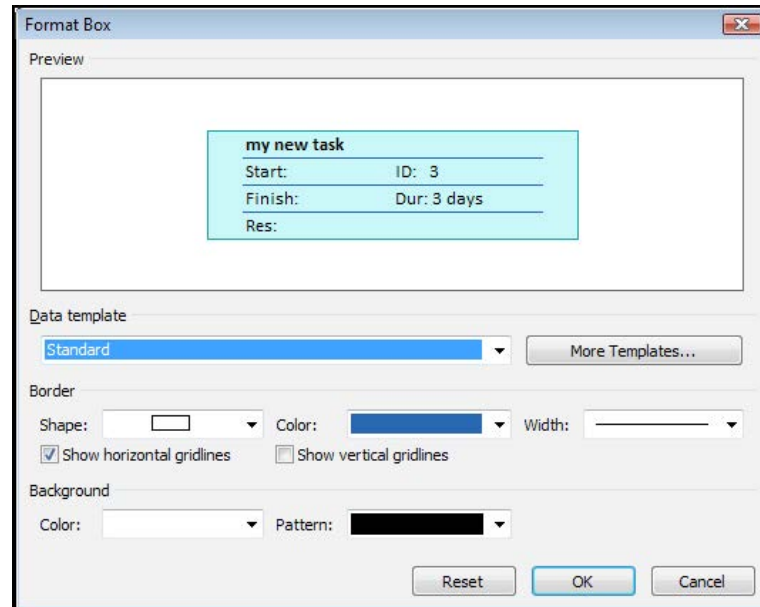 Format Box
Preview
my new task
Start: ID: 3
Finish: Dur: 3 days
Res:
Data template
Standard More Templates...
Border
Shape: Color: Width:
Show horizontal gridlines Show vertical gridlines
Background
Color: Pattern:
Reset OK Cancel